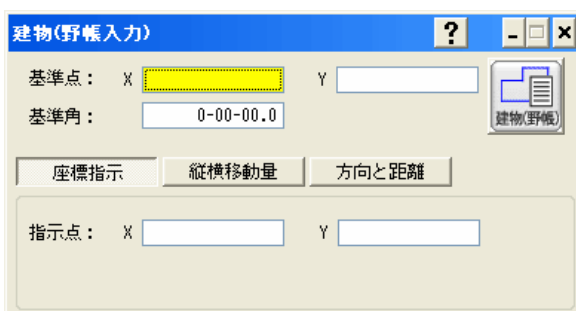 建物(野帳入力)
?
基準点： X Y
基準角： 0-00-00.0
建物(野帳)
座標指示 縦横移動量 方向と距離
指示点： X Y